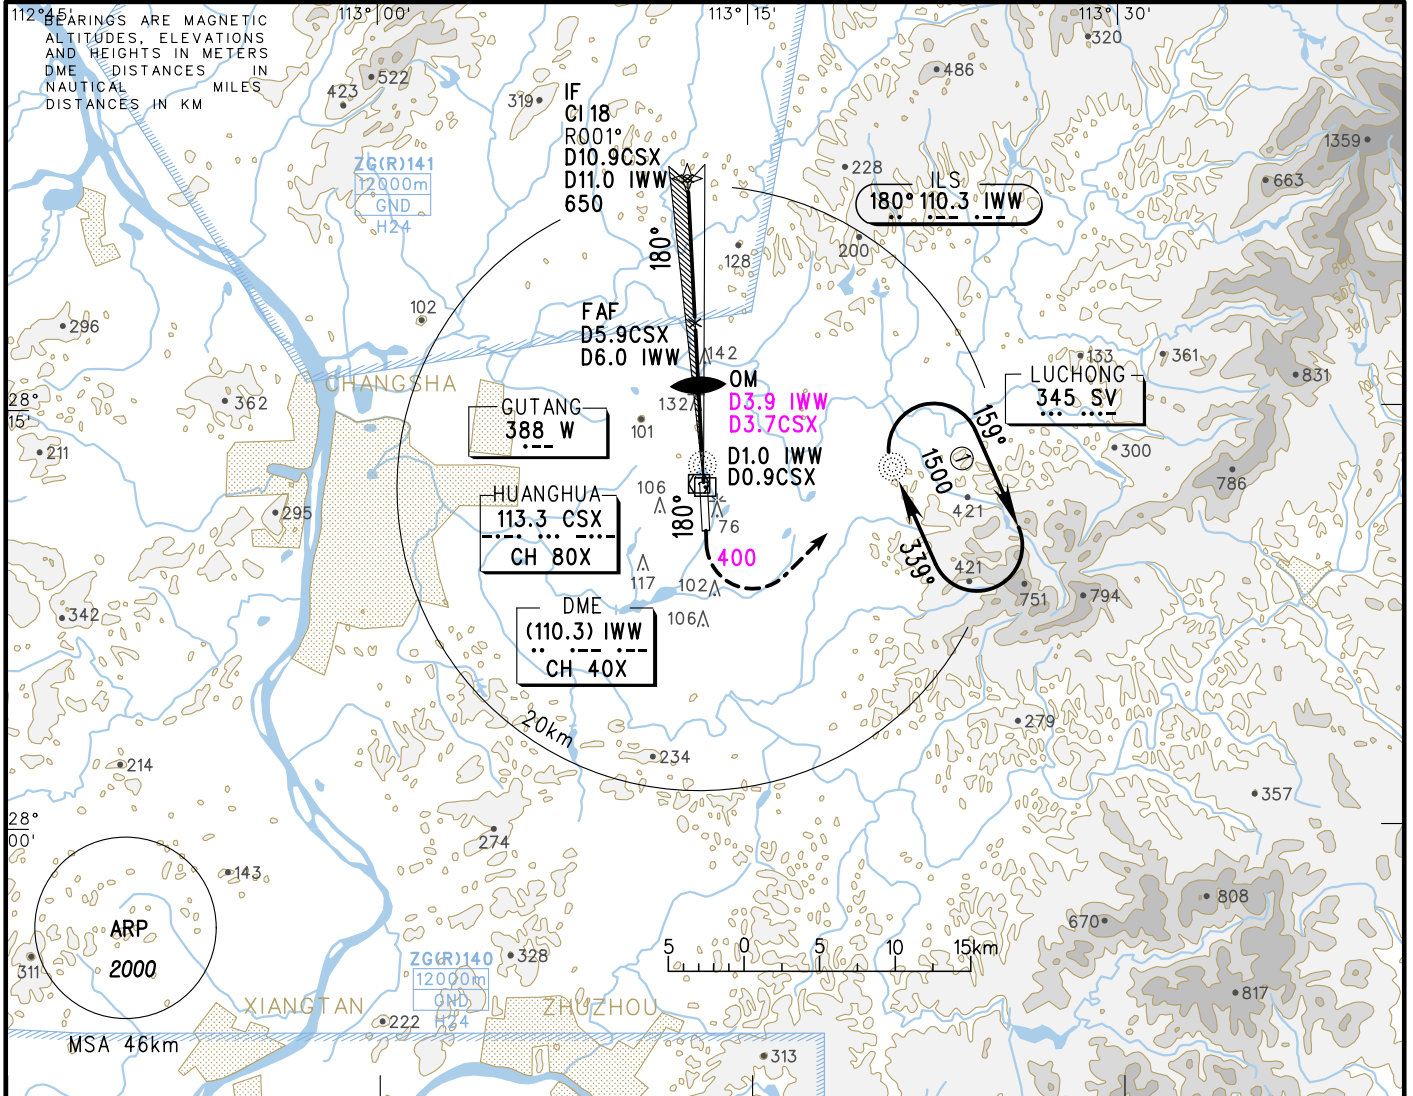 112°45'
113° 00'
113° 15'
113° 30'
BEARINGS ARE MAGNETIC
ALTITUDES, ELEVATIONS
AND HEIGHTS IN METERS
DME DISTANCES IN
NAUTICAL MILES
DISTANCES IN KM
320
522
423
319
486
1359
IF
CI 18
R001°
D10.9CSX
D11.0 IWW
650
ZG(R)141
12000m
GND
H24
228
663
ILS
180° 110.3 IWW
180°
128
200
296
102
FAF
D5.9CSX
D6.0 IWW
142
133
361
831
CHANGSHA
OM
D3.9 IWW
D3.7CSX
LUCHONG
345 SV
28°
15'
362
GUTANG
388 W
132
101
159°
1500
1
300
211
D1.0 IWW
D0.9CSX
786
HUANGHUA
113.3 CSX
CH 80X
106
295
180°
76
421
400
339°
117
102
421
751
794
DME
(110.3) IWW
CH 40X
106
342
20km
279
234
214
357
28°
00'
274
143
808
670
ARP
2000
5 0 5 10 15km
311
328
ZG(R)140
12000m
GND
H24
817
XIANGTAN
ZHUZHOU
222
MSA 46km
313